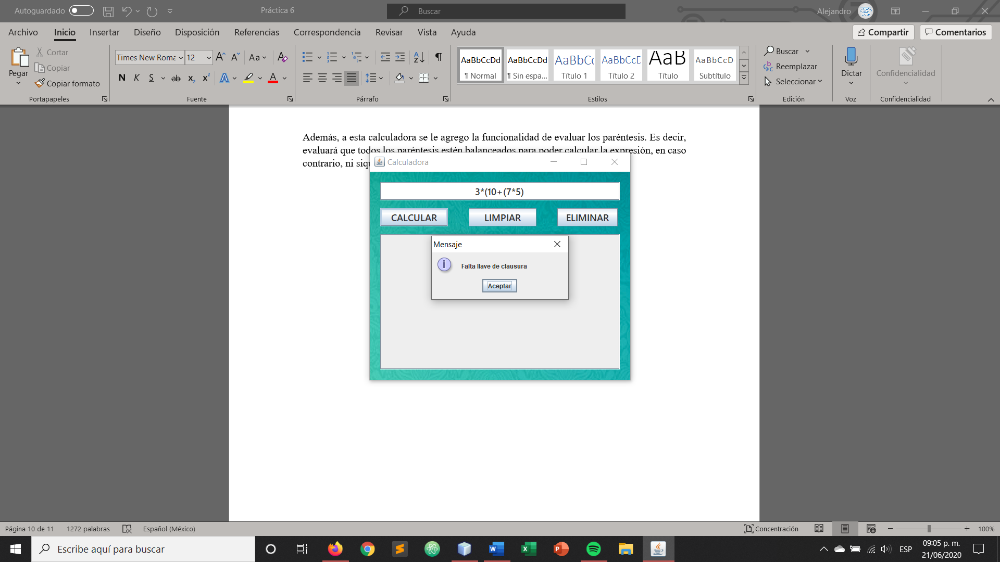 Autoguardado
Práctica 6
Buscar
Alejandro
Archivo Inicio Insertar Diseño Disposición Referencias Correspondencia Revisar Vista Ayuda
Compartir Comentarios
Pegar
Cortar
Copiar
Copiar formato
Portapapeles
Times New Roma 12
Aa
N K S ab x₂ x² A A
Fuente
Párrafo
AaBbCcDd AaBbCcDd AaBbCc AaBbCcD AaB AaBbCcD
¶ Normal ¶ Sin espa... Título 1 Título 2 Título Subtítulo
Estilos
Buscar
Reemplazar
Seleccionar
Edición
Dictar
Voz
Confidencialidad
Confidencialidad
Además, a esta calculadora se le agrego la funcionalidad de evaluar los paréntesis. Es decir,
evaluará que todos los paréntesis estén balanceados para poder calcular la expresión, en caso
contrario, ni
Calculadora
3*(10+(7*5)
CALCULAR LIMPIAR ELIMINAR
Mensaje
Falta llave de clausura
Aceptar
Página 10 de 11 1272 palabras Español (México)
Concentración
100%
Escribe aquí para buscar
ESP
09:05 p. m.
21/06/2020